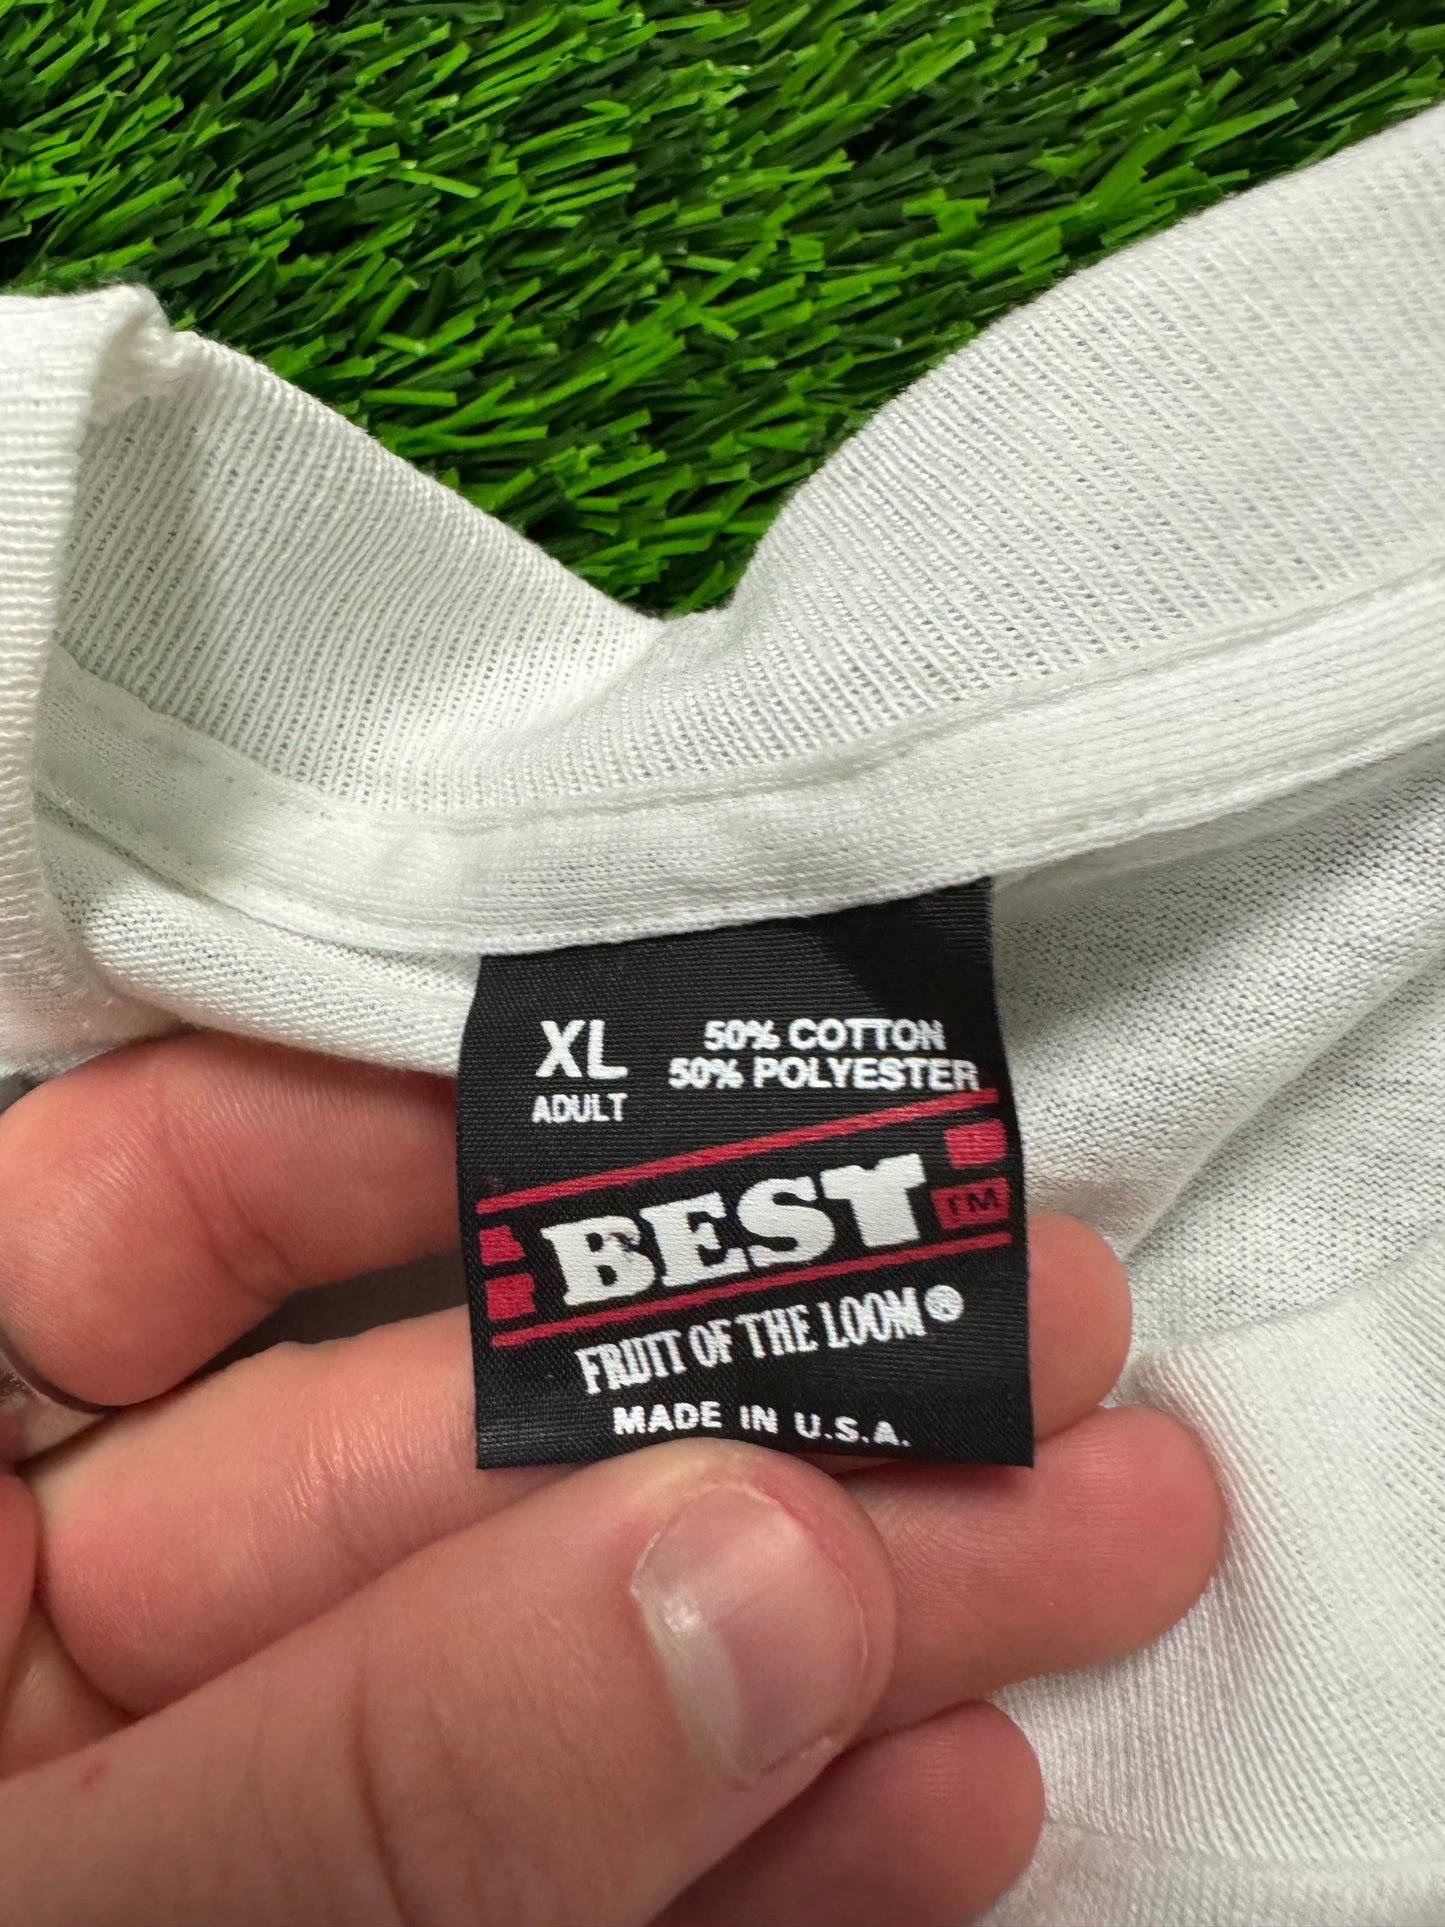 XL
ADULT
50% COTTON
50% POLYESTER
BEST
TM
FRUIT OF THE LOOM®
MADE IN U.S.A.